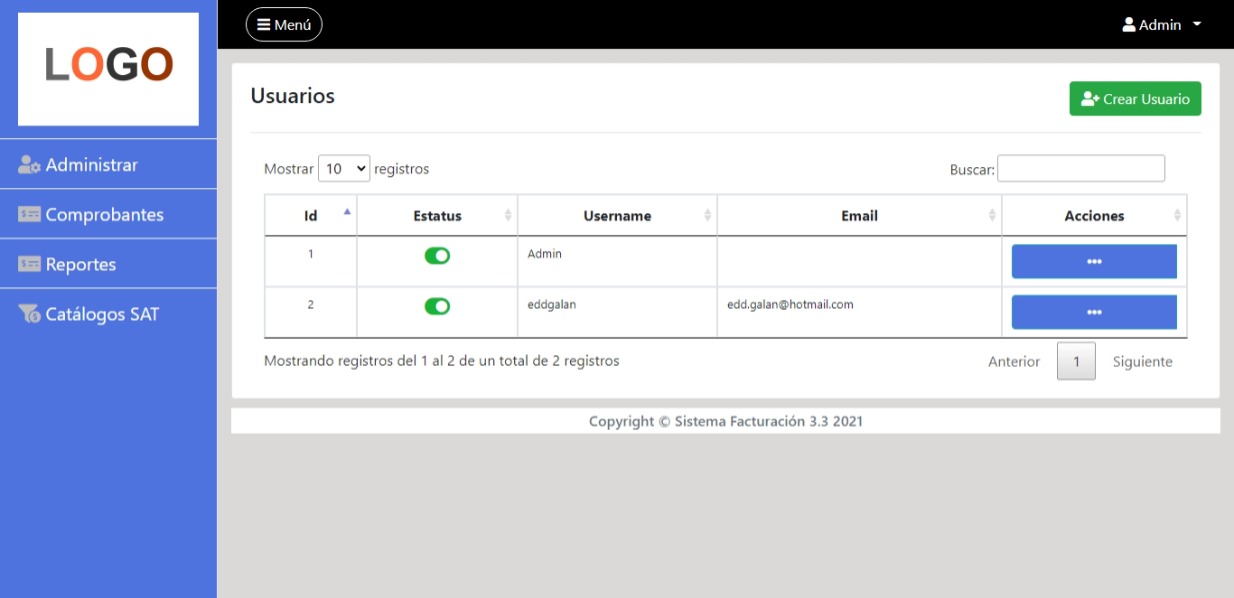 LOGO
Menú
Admin
Administrar
Comprobantes
Reportes
Catálogos SAT
Usuarios
Crear Usuario
Mostrar 10 registros
Buscar:
Id Estatus Username Email Acciones
1 Admin
2 eddgalan edd.galan@hotmail.com
Mostrando registros del 1 al 2 de un total de 2 registros
Anterior 1 Siguiente
Copyright © Sistema Facturación 3.3 2021